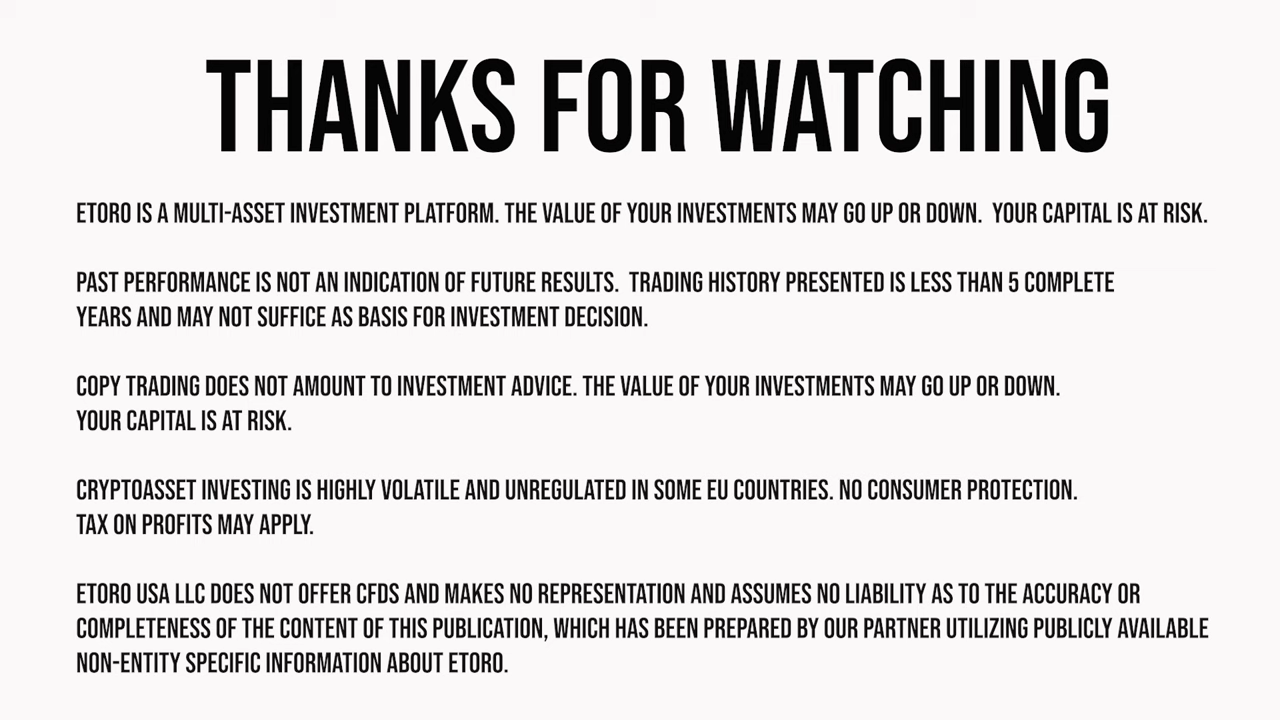 THANKS FOR WATCHING
ETORO IS A MULTI-ASSET INVESTMENT PLATFORM. THE VALUE OF YOUR INVESTMENTS MAY GO UP OR DOWN.  YOUR CAPITAL IS AT RISK.
PAST PERFORMANCE IS NOT AN INDICATION OF FUTURE RESULTS.  TRADING HISTORY PRESENTED IS LESS THAN 5 COMPLETE
YEARS AND MAY NOT SUFFICE AS BASIS FOR INVESTMENT DECISION.
COPY TRADING DOES NOT AMOUNT TO INVESTMENT ADVICE. THE VALUE OF YOUR INVESTMENTS MAY GO UP OR DOWN.
YOUR CAPITAL IS AT RISK.
CRYPTOASSET INVESTING IS HIGHLY VOLATILE AND UNREGULATED IN SOME EU COUNTRIES. NO CONSUMER PROTECTION.
TAX ON PROFITS MAY APPLY.
ETORO USA LLC DOES NOT OFFER CFDS AND MAKES NO REPRESENTATION AND ASSUMES NO LIABILITY AS TO THE ACCURACY OR
COMPLETENESS OF THE CONTENT OF THIS PUBLICATION, WHICH HAS BEEN PREPARED BY OUR PARTNER UTILIZING PUBLICLY AVAILABLE
NON-ENTITY SPECIFIC INFORMATION ABOUT ETORO.